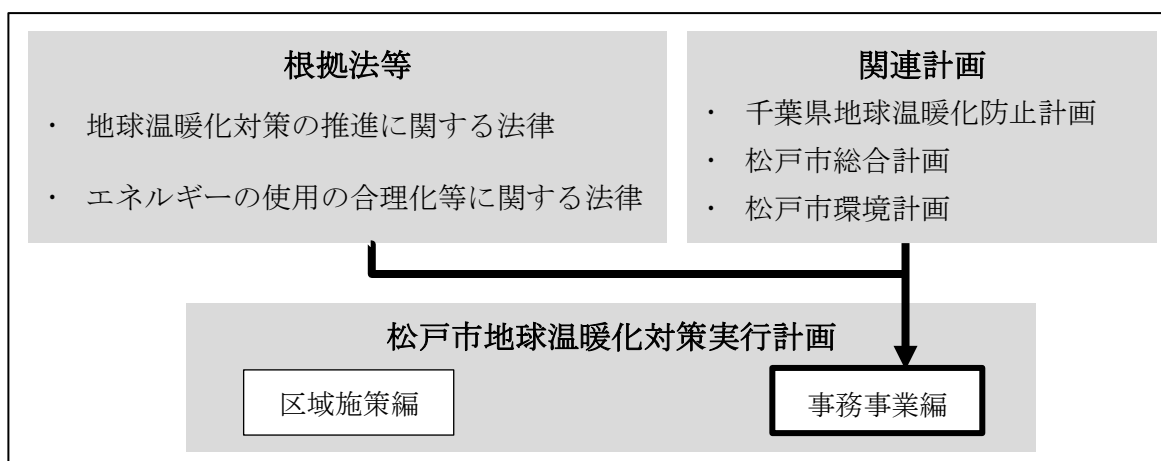 根拠法等
・ 地球温暖化対策の推進に関する法律
・ エネルギーの使用の合理化等に関する法律
関連計画
・ 千葉県地球温暖化防止計画
・ 松戸市総合計画
・ 松戸市環境計画
松戸市地球温暖化対策実行計画
区域施策編
事務事業編